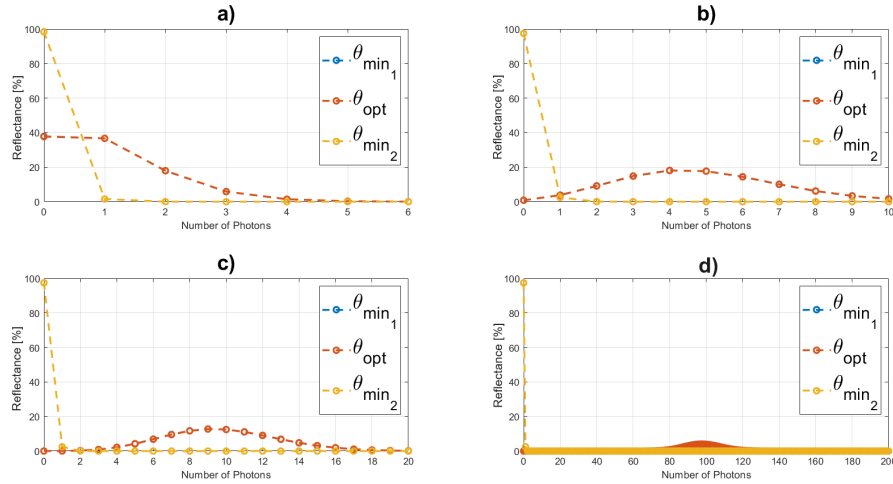 a)
Reflectance [%]
100
80
60
40
20
0
0 1 2 3 4 5 6
Number of Photons
θmin1
θopt
θmin2
b)
Reflectance [%]
100
80
60
40
20
0
0 1 2 3 4 5 6 7 8 9 10
Number of Photons
θmin1
θopt
θmin2
c)
Reflectance [%]
100
80
60
40
20
0
0 2 4 6 8 10 12 14 16 18 20
Number of Photons
θmin1
θopt
θmin2
d)
Reflectance [%]
100
80
60
40
20
0
0 20 40 60 80 100 120 140 160 180 200
Number of Photons
θmin1
θopt
θmin2